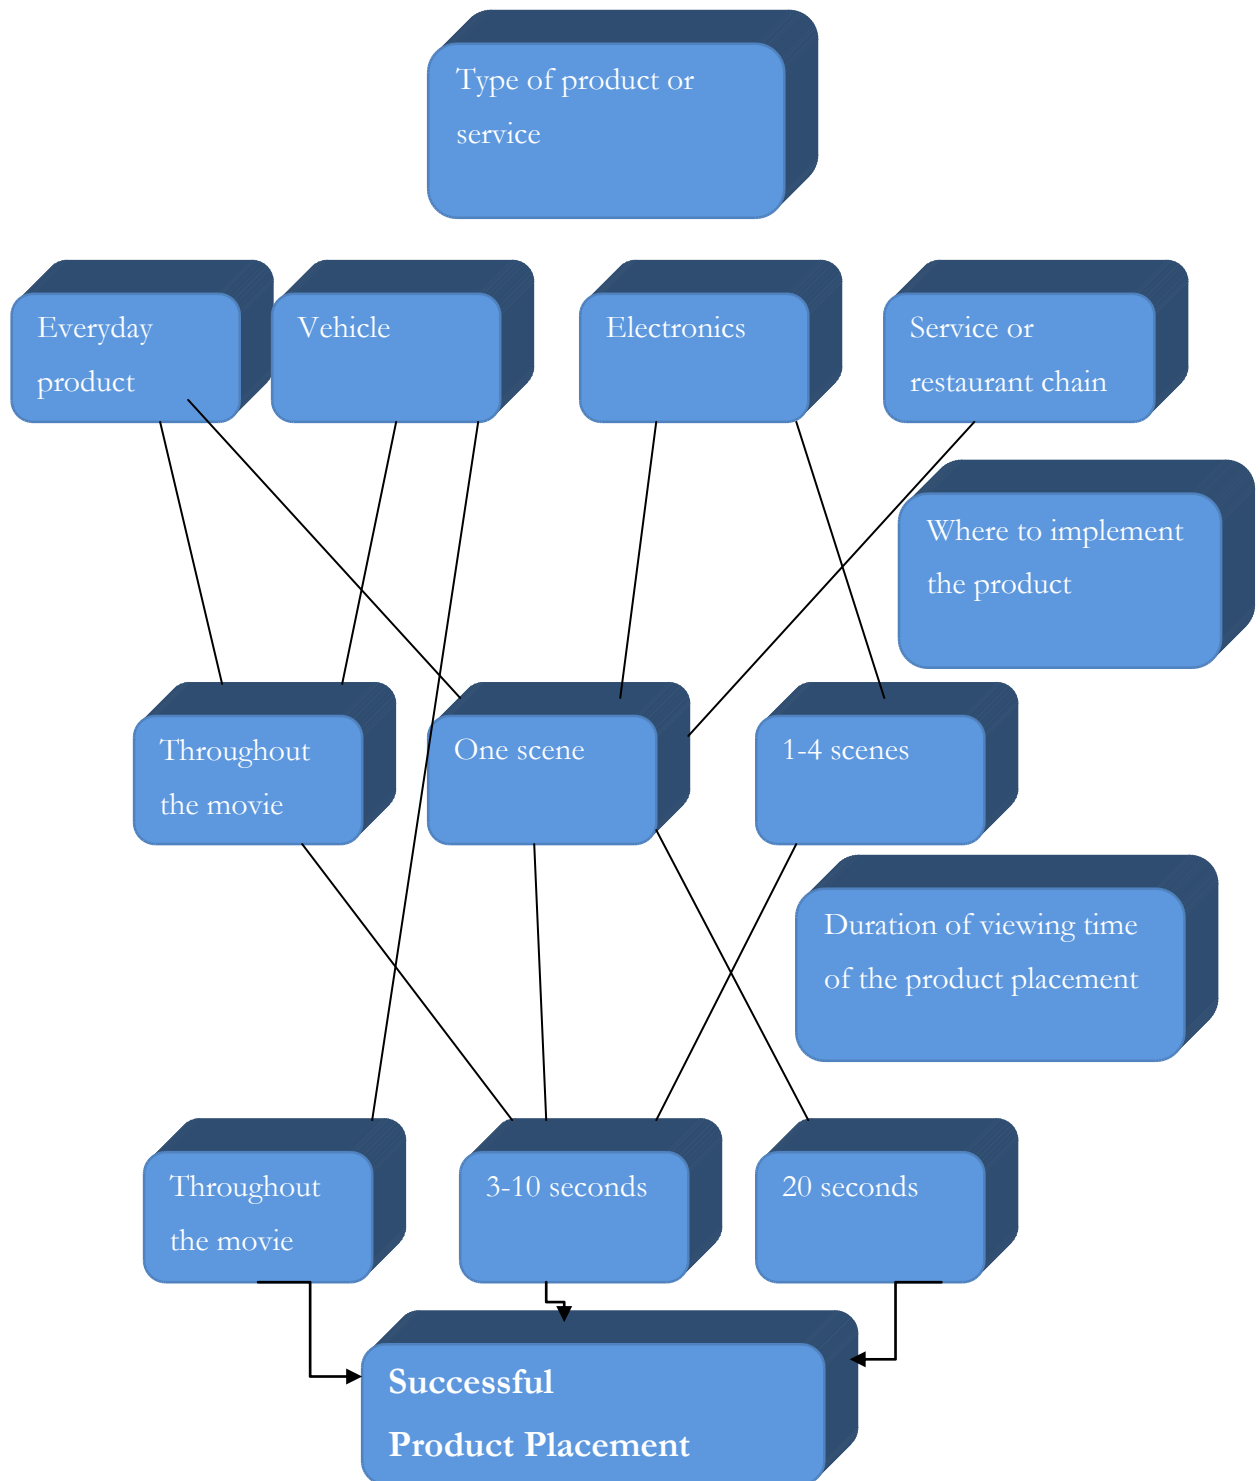 Type of product or
service
Everyday
product
Vehicle
Electronics
Service or
restaurant chain
Where to implement
the product
Throughout
the movie
One scene
1-4 scenes
Duration of viewing time
of the product placement
Throughout
the movie
3-10 seconds
20 seconds
Successful
Product Placement